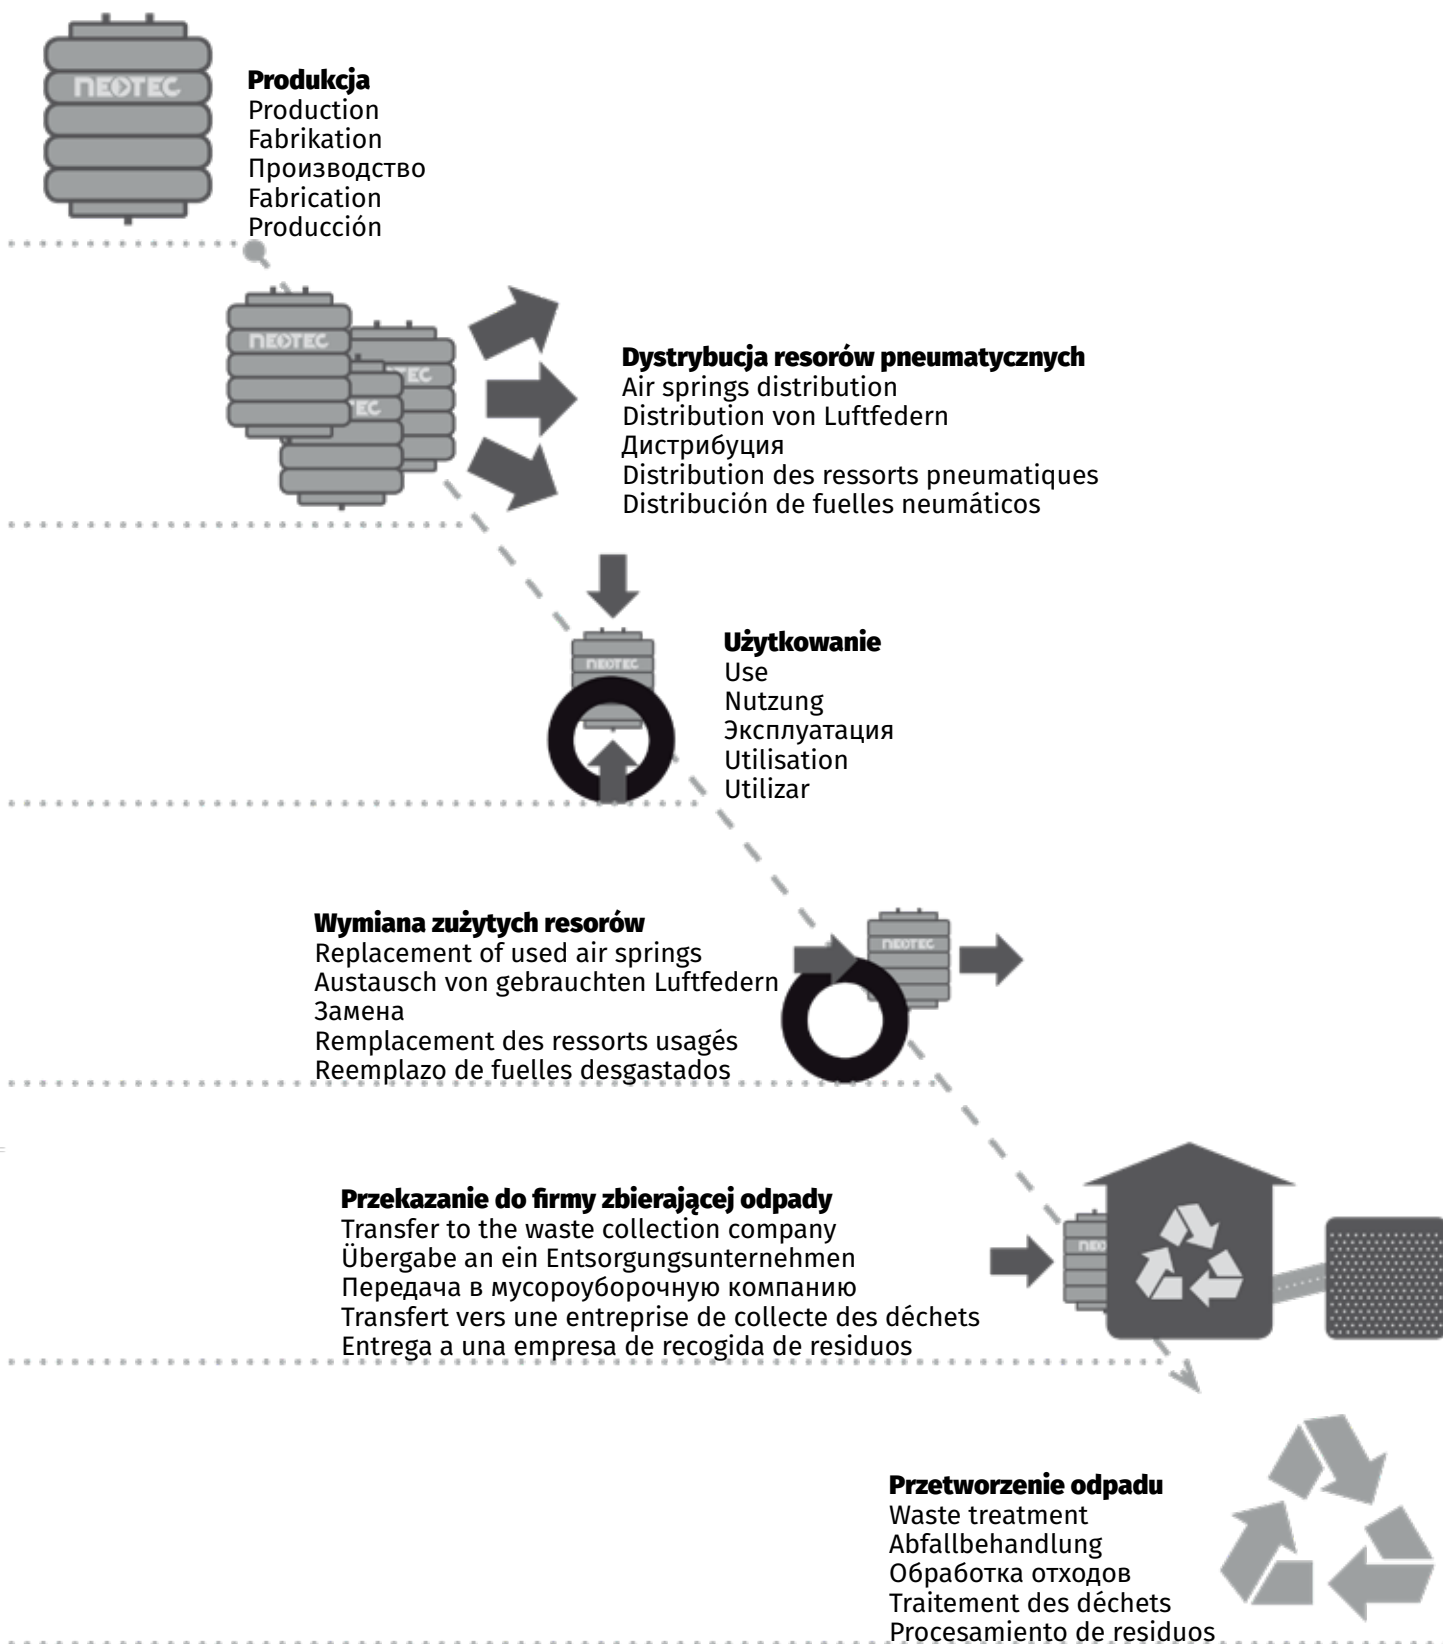 NEOTEC
Produkcja
Production
Fabrikation
Производство
Fabrication
Producción
NEOTEC
EC
EC
Dystrybucja resorów pneumatycznych
Air springs distribution
Distribution von Luftfedern
Дистрибуция
Distribution des ressorts pneumatiques
Distribución de fuelles neumáticos
NEOTEC
Użytkowanie
Use
Nutzung
Эксплуатация
Utilisation
Utilizar
Wymiana zużytych resorów
Replacement of used air springs
Austausch von gebrauchten Luftfedern
Замена
Remplacement des ressorts usagés
Reemplazo de fuelles desgastados
NEOTEC
Przekazanie do firmy zbierającej odpady
Transfer to the waste collection company
Übergabe an ein Entsorgungsunternehmen
Передача в мусороуборочную компанию
Transfert vers une entreprise de collecte des déchets
Entrega a una empresa de recogida de residuos
NEO
Przetworzenie odpadu
Waste treatment
Abfallbehandlung
Обработка отходов
Traitement des déchets
Procesamiento de residuos